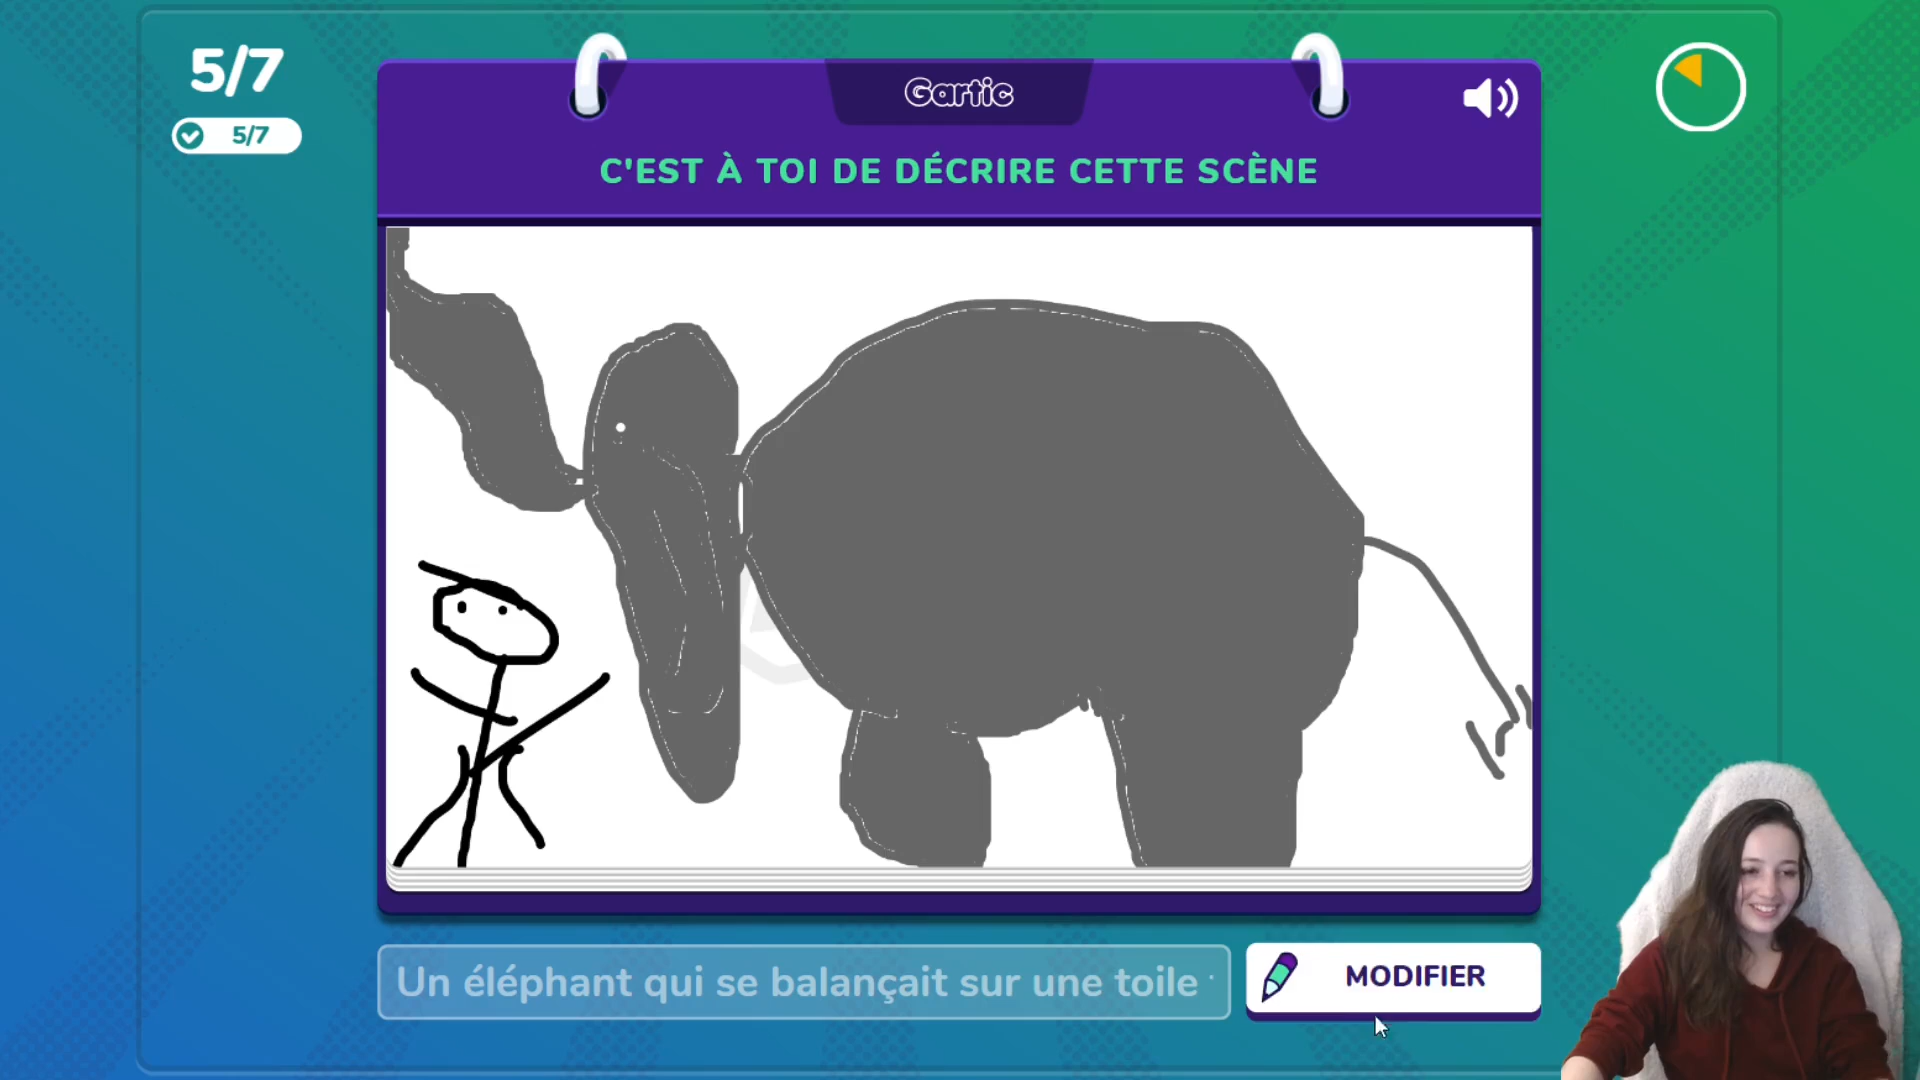 5/7
5/7
Gartic
C'EST À TOI DE DÉCRIRE CETTE SCÈNE
Un éléphant qui se balançait sur une toile
MODIFIER